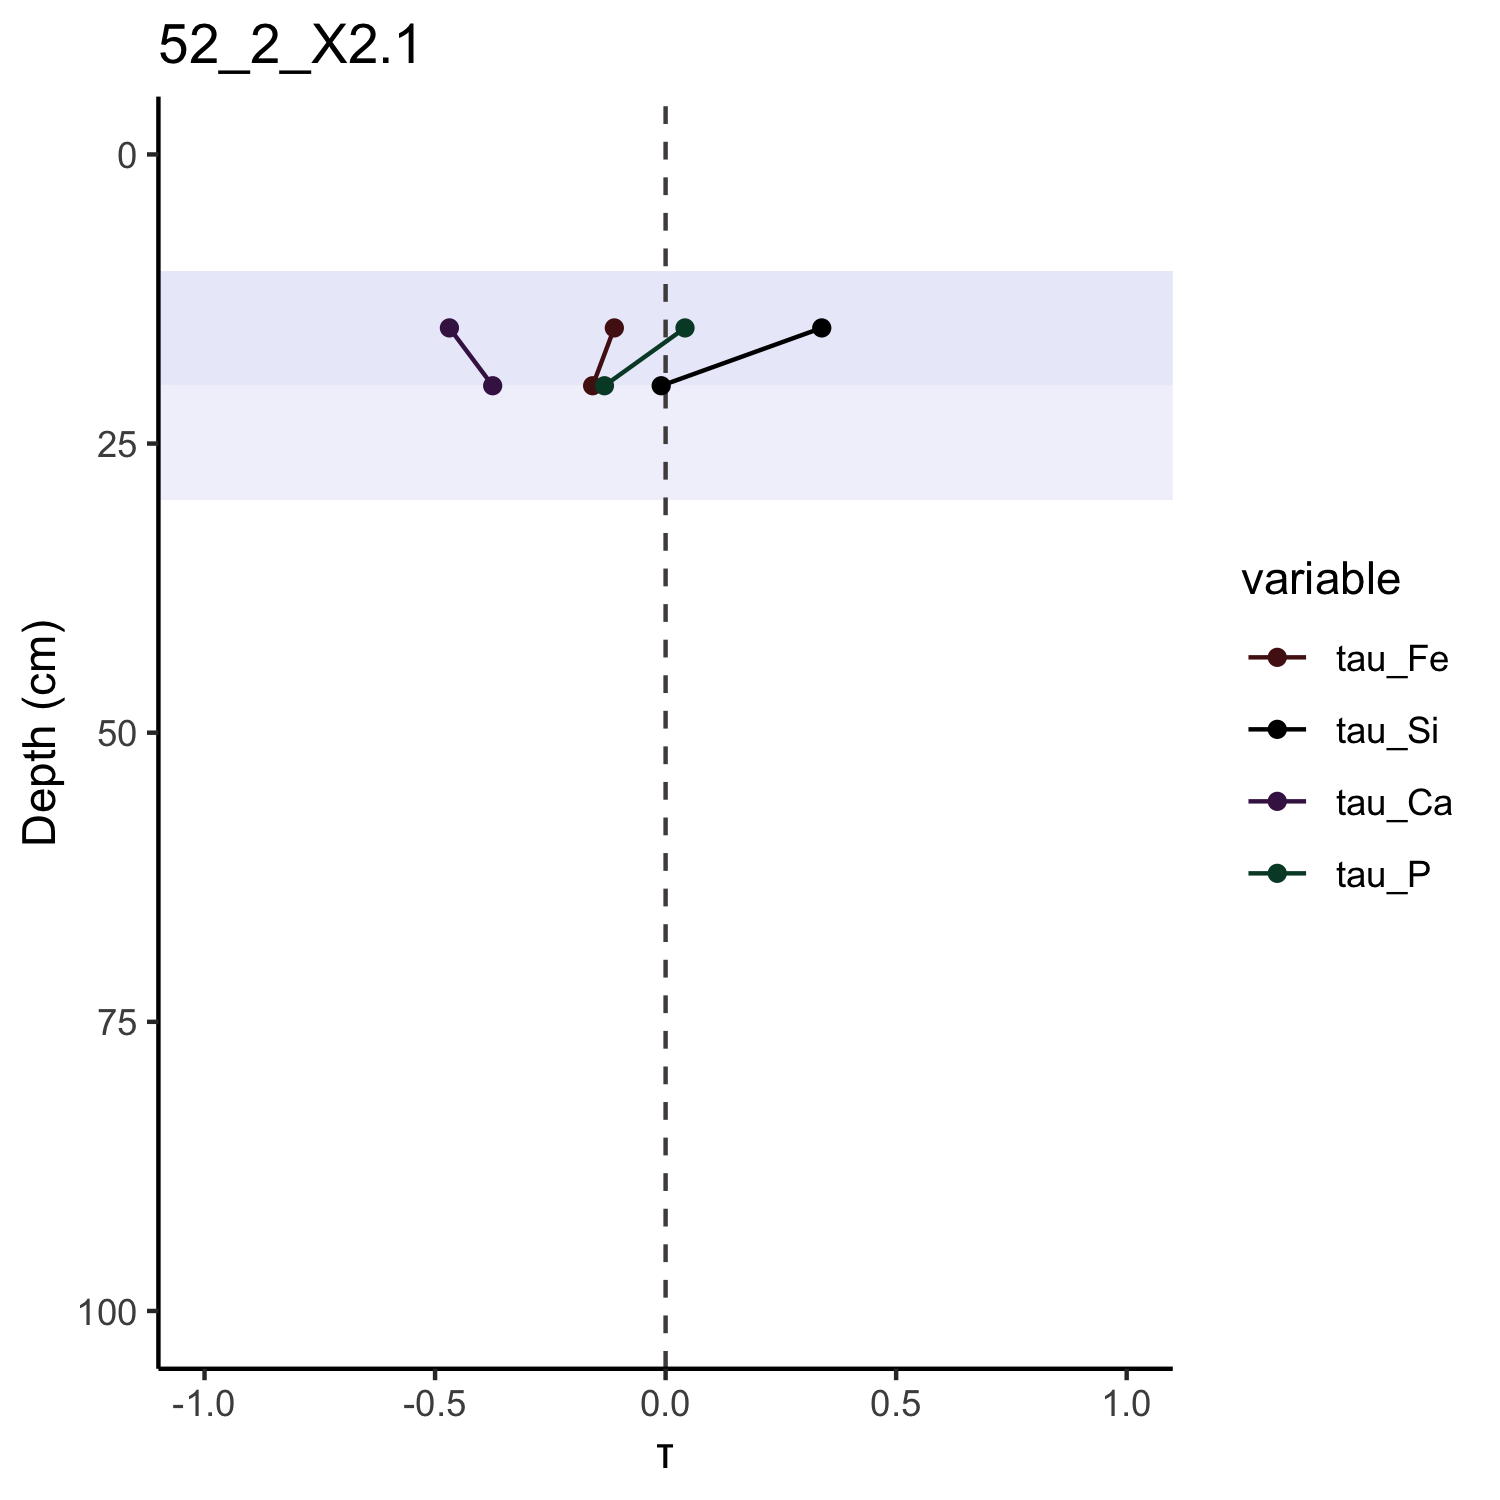 52_2_X2.1
0
25
50
75
100
Depth (cm)
-1.0
-0.5
0.0
0.5
1.0
τ
variable
tau_Fe
tau_Si
tau_Ca
tau_P